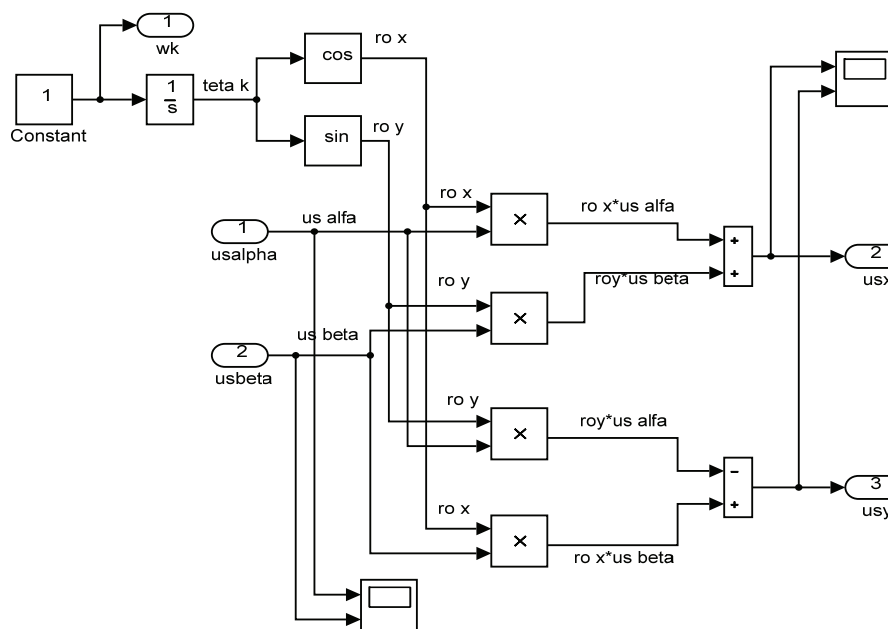 1
wk
1
Constant
1
s
teta k
cos
ro x
sin
ro y
1
usalpha
us alfa
ro x
×
ro x*us alfa
+
+
2
usx
ro y
×
roy*us beta
2
usbeta
us beta
ro y
×
roy*us alfa
−
+
3
usy
ro x
×
ro x*us beta